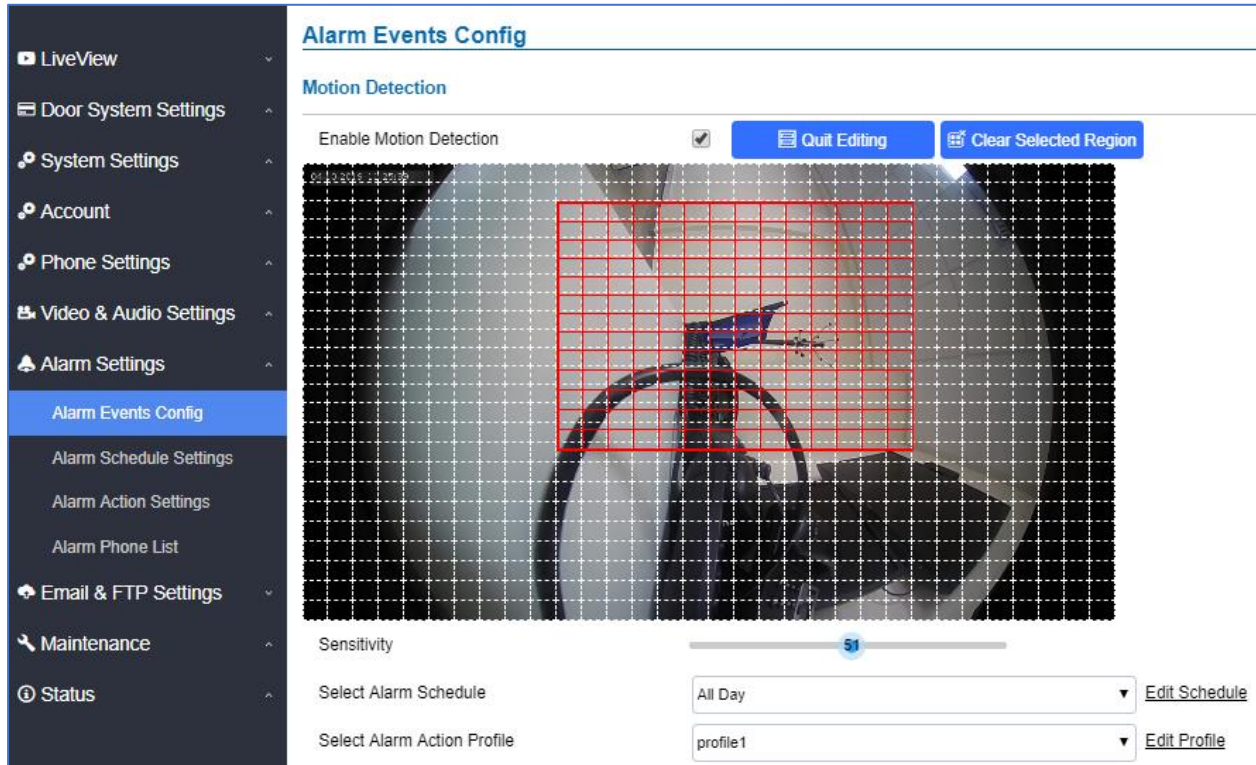 Alarm Events Config
LiveView
Motion Detection
Door System Settings
Enable Motion Detection
Quit Editing
Clear Selected Region
System Settings
Account
Phone Settings
Video & Audio Settings
Alarm Settings
Alarm Events Config
Alarm Schedule Settings
Alarm Action Settings
Alarm Phone List
Email & FTP Settings
Maintenance
Status
Sensitivity
51
Select Alarm Schedule
All Day
Edit Schedule
Select Alarm Action Profile
profile1
Edit Profile